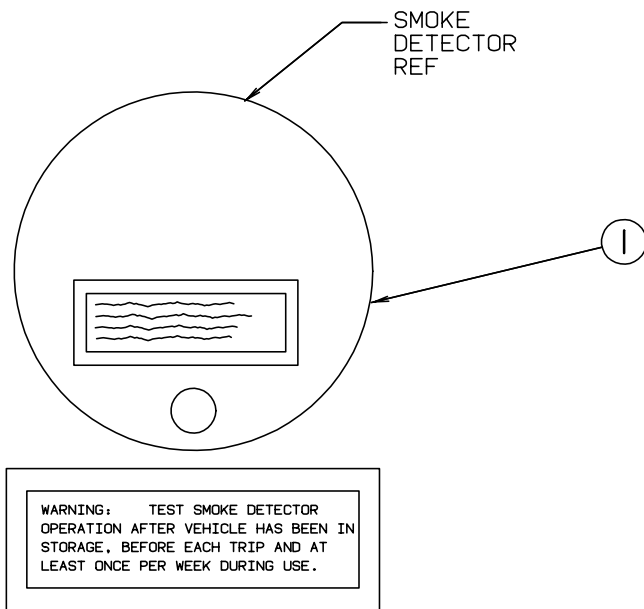 SMOKE
DETECTOR
REF
1
WARNING: TEST SMOKE DETECTOR
OPERATION AFTER VEHICLE HAS BEEN IN
STORAGE, BEFORE EACH TRIP AND AT
LEAST ONCE PER WEEK DURING USE.